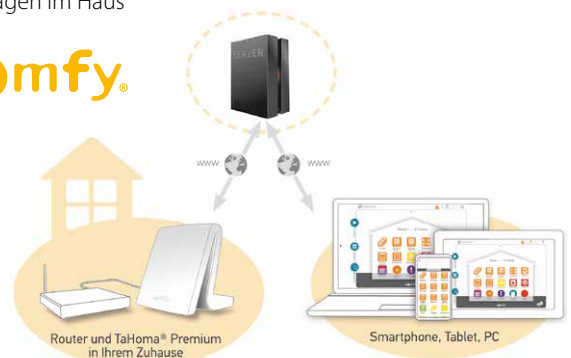 agen im Haus
omfy®
SERVER
www
www
Router und TaHoma® Premium
in Ihrem Zuhause
Smartphone, Tablet, PC